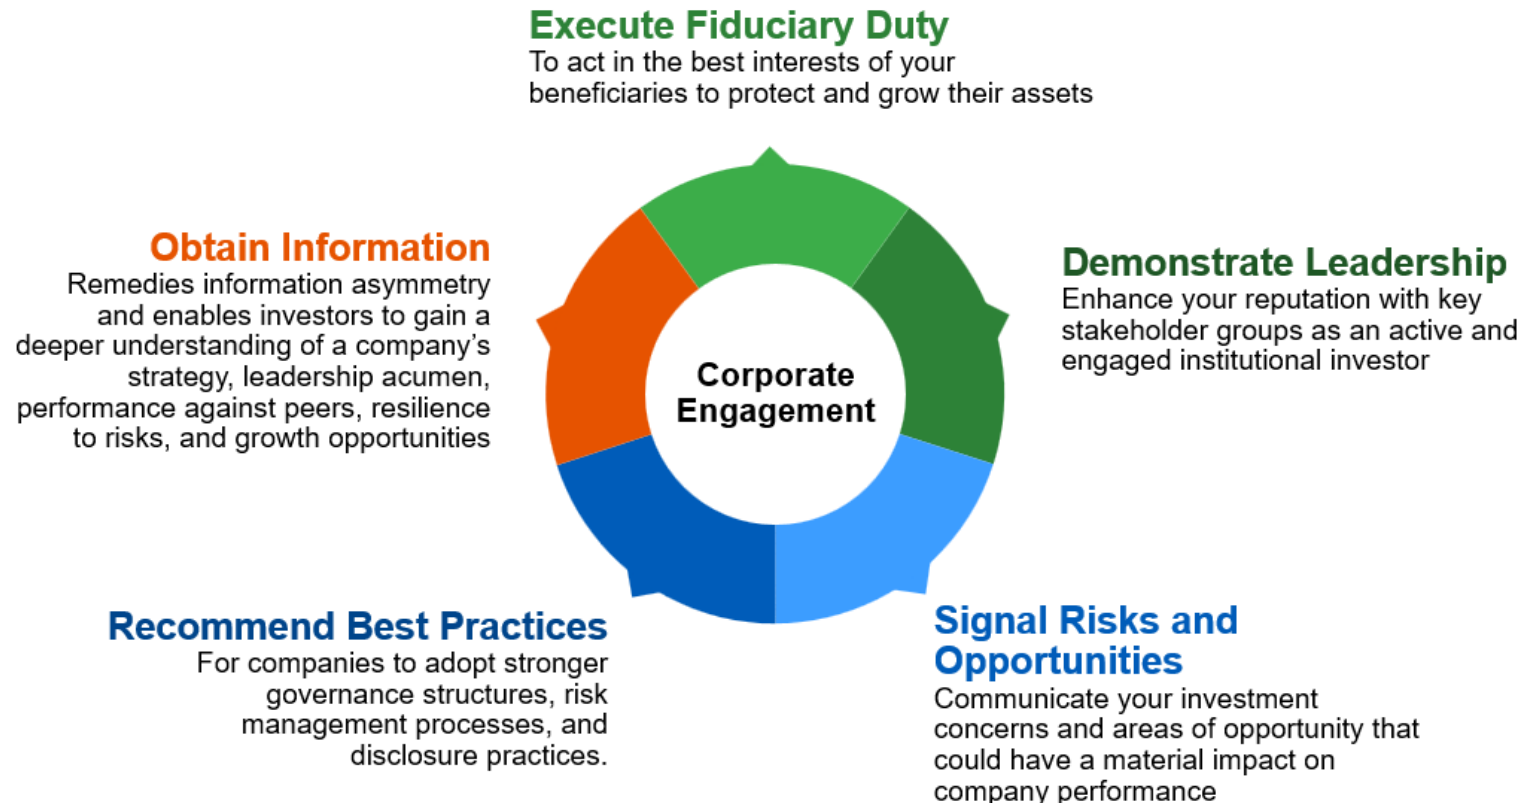 Execute Fiduciary Duty
To act in the best interests of your
beneficiaries to protect and grow their assets
Obtain Information
Remedies information asymmetry
and enables investors to gain a
deeper understanding of a company’s
strategy, leadership acumen,
performance against peers, resilience
to risks, and growth opportunities
Demonstrate Leadership
Enhance your reputation with key
stakeholder groups as an active and
engaged institutional investor
Corporate
Engagement
Recommend Best Practices
For companies to adopt stronger
governance structures, risk
management processes, and
disclosure practices.
Signal Risks and
Opportunities
Communicate your investment
concerns and areas of opportunity that
could have a material impact on
company performance